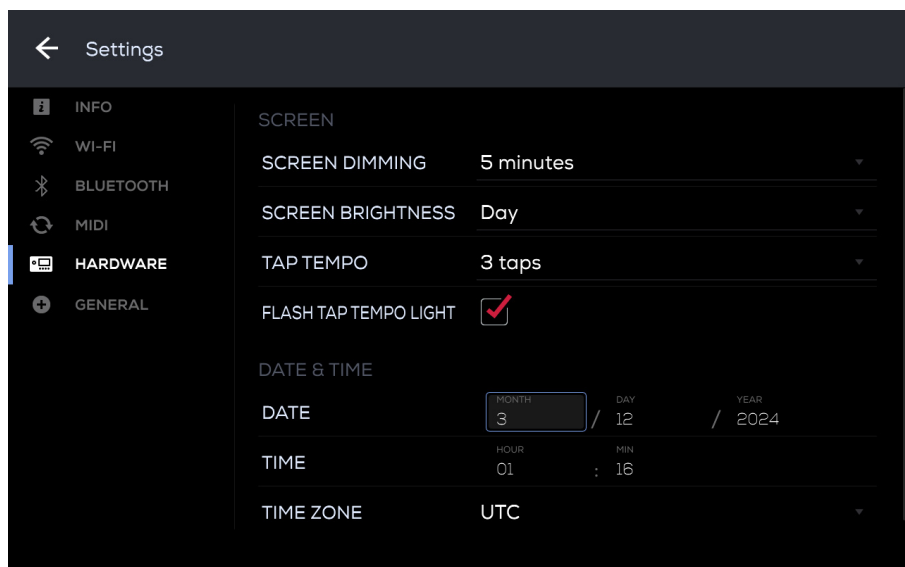 Settings
INFO
WI-FI
BLUETOOTH
MIDI
HARDWARE
GENERAL
SCREEN
SCREEN DIMMING 5 minutes
SCREEN BRIGHTNESS Day
TAP TEMPO 3 taps
FLASH TAP TEMPO LIGHT
DATE & TIME
MONTH DAY YEAR
DATE 3 / 12 / 2024
HOUR MIN
TIME 01 : 16
TIME ZONE UTC